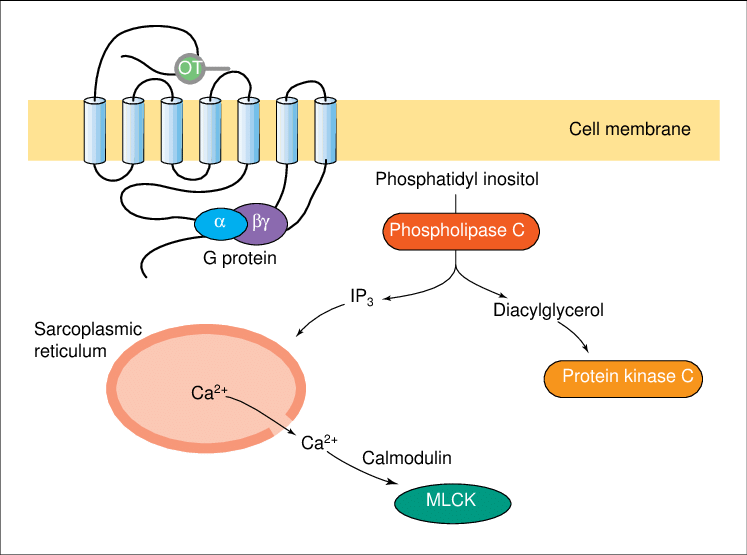 OT
Cell membrane
Phosphatidyl inositol
α
βγ
Phospholipase C
G protein
IP₃
Diacylglycerol
Sarcoplasmic
reticulum
Protein kinase C
Ca²⁺
Ca²⁺
Calmodulin
MLCK